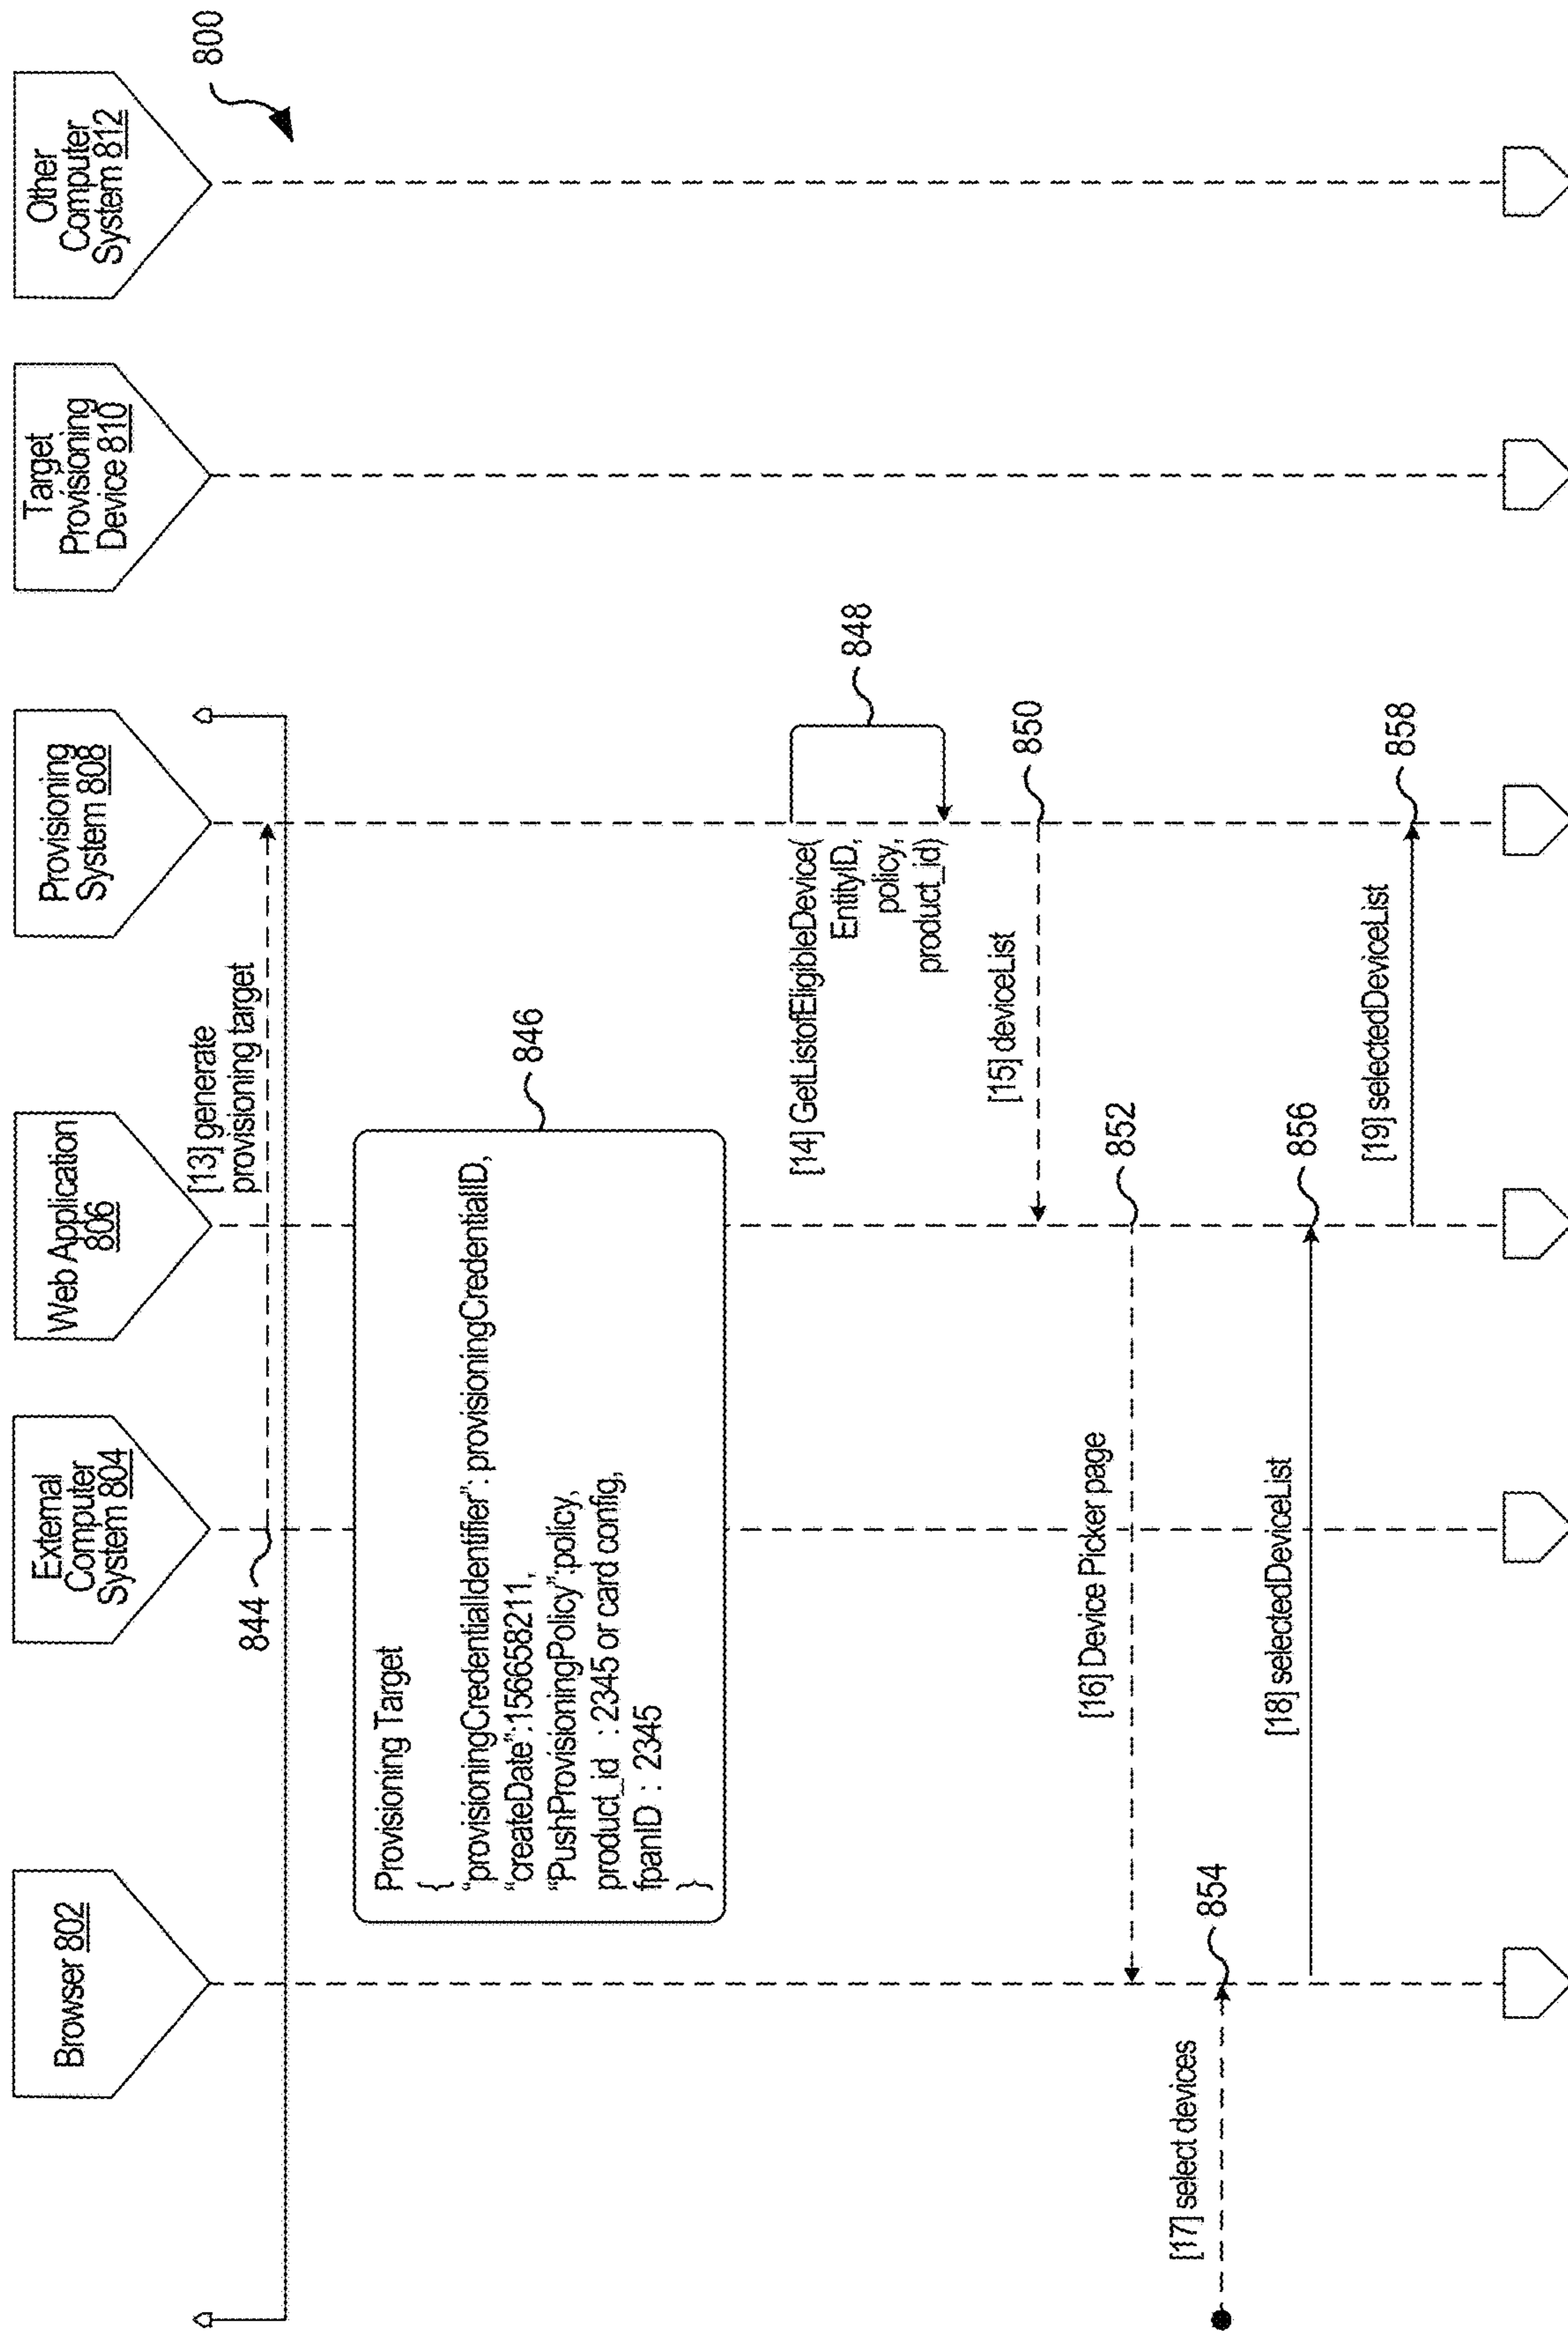 Browser 802
External
Computer
System 804
Web Application
806
Provisioning
System 808
Target
Provisioning
Device 810
Other
Computer
System 812
800
844
[13] generate
provisioning target
846
Provisioning Target
{
“provisioningCredentialIdentifier”: provisioningCredentialID,
“createDate”:15658211,
“PushProvisioningPolicy”:policy,
product_id : 2345 or card config,
fpanID : 2345
}
[14] GetListofEligibleDevice(
EntityID,
policy,
product_id)
848
[15] deviceList
850
[16] Device Picker page
852
[17] select devices
854
[18] selectedDeviceList
856
[19] selectedDeviceList
858